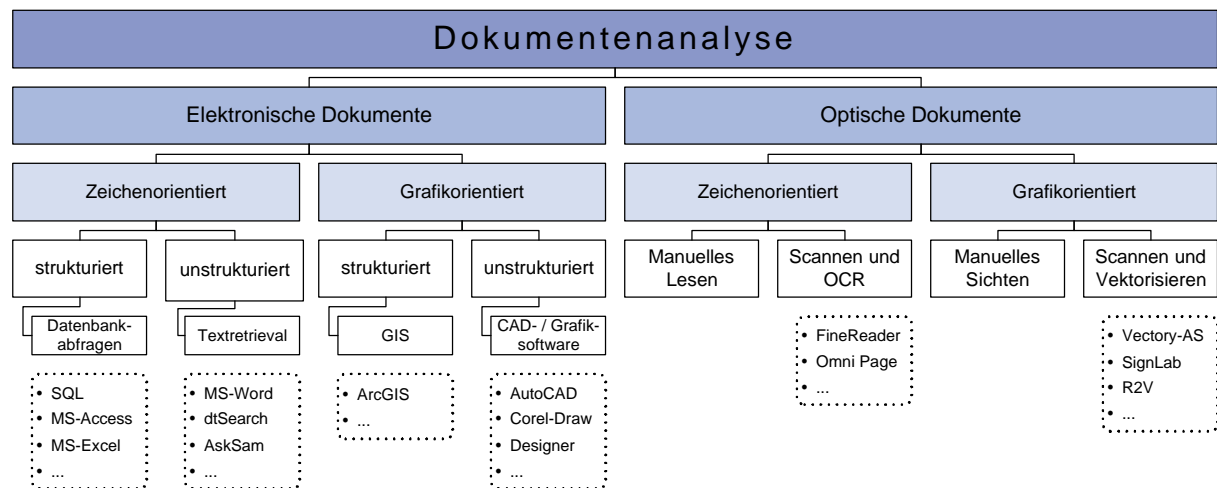 Dokumentenanalyse
Elektronische Dokumente
Optische Dokumente
Zeichenorientiert
Grafikorientiert
Zeichenorientiert
Grafikorientiert
strukturiert
unstrukturiert
strukturiert
unstrukturiert
Manuelles
Lesen
Scannen und
OCR
Manuelles
Sichten
Scannen und
Vektorisieren
Datenbank-
abfragen
Textretrieval
GIS
CAD- / Grafik-
software
• SQL
• MS-Access
• MS-Excel
• ...
• MS-Word
• dtSearch
• AskSam
• ...
• ArcGIS
• ...
• AutoCAD
• Corel-Draw
• Designer
• ...
• FineReader
• Omni Page
• ...
• Vectory-AS
• SignLab
• R2V
• ...